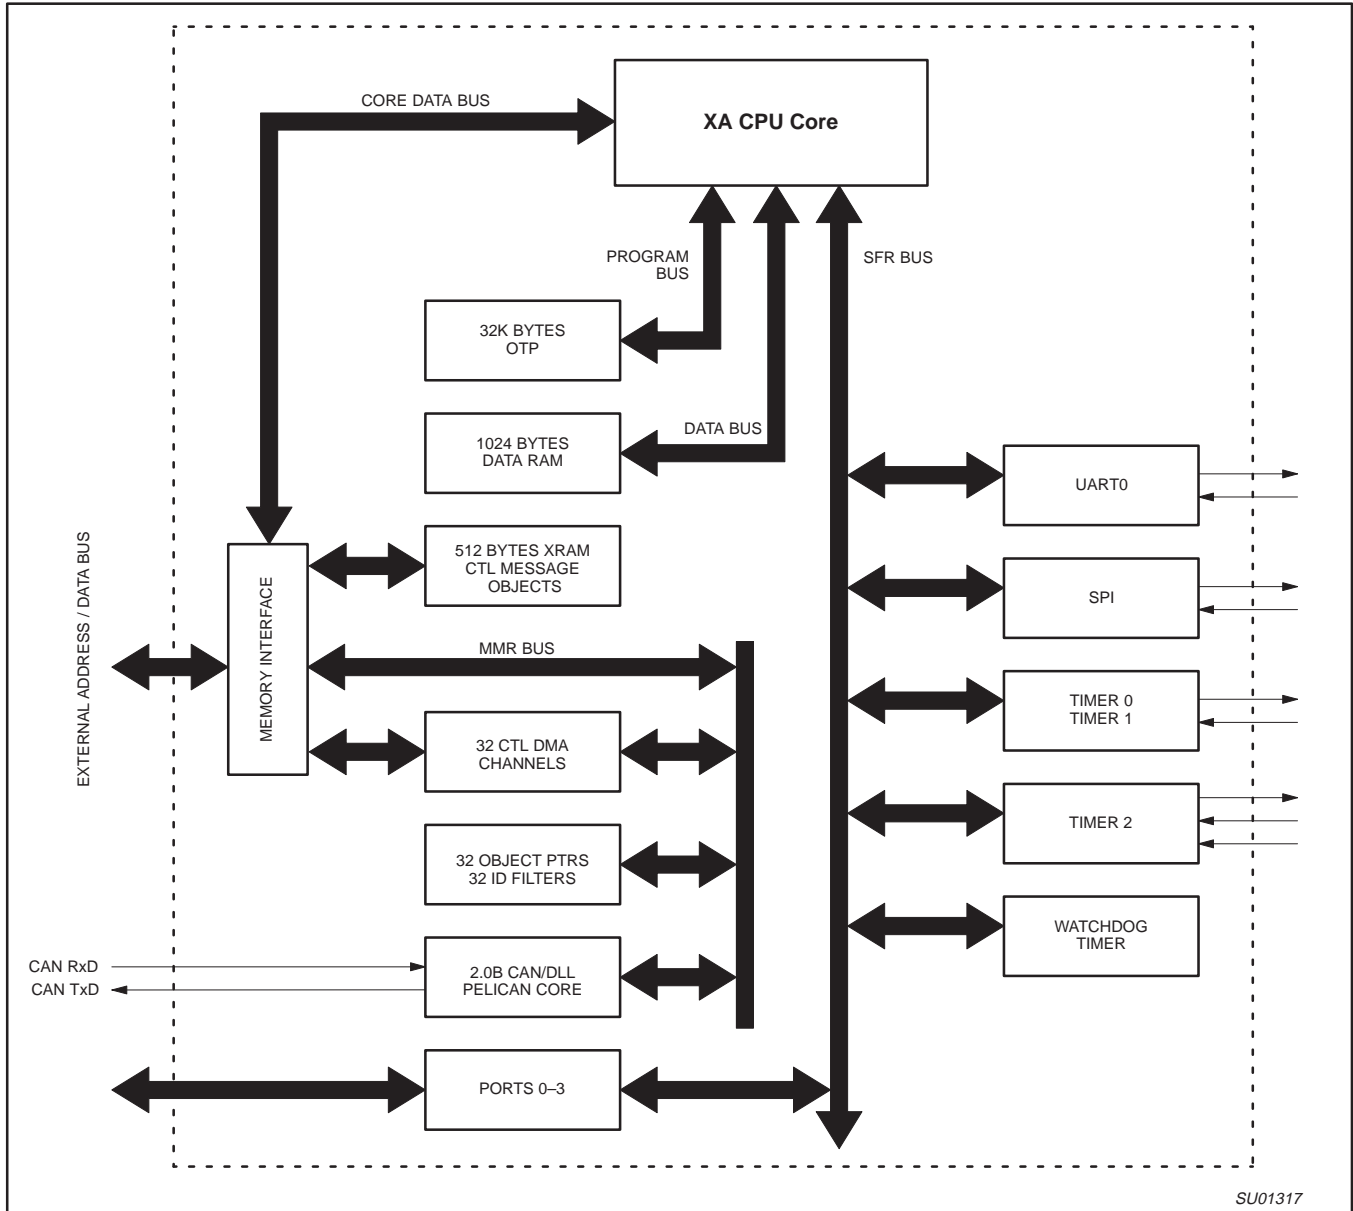 CORE DATA BUS
XA CPU Core
PROGRAM
BUS
SFR BUS
32K BYTES
OTP
1024 BYTES
DATA RAM
DATA BUS
UART0
512 BYTES XRAM
CTL MESSAGE
OBJECTS
SPI
EXTERNAL ADDRESS / DATA BUS
MEMORY INTERFACE
MMR BUS
TIMER 0
TIMER 1
32 CTL DMA
CHANNELS
TIMER 2
32 OBJECT PTRS
32 ID FILTERS
WATCHDOG
TIMER
CAN RxD
CAN TxD
2.0B CAN/DLL
PELICAN CORE
PORTS 0–3
SU01317